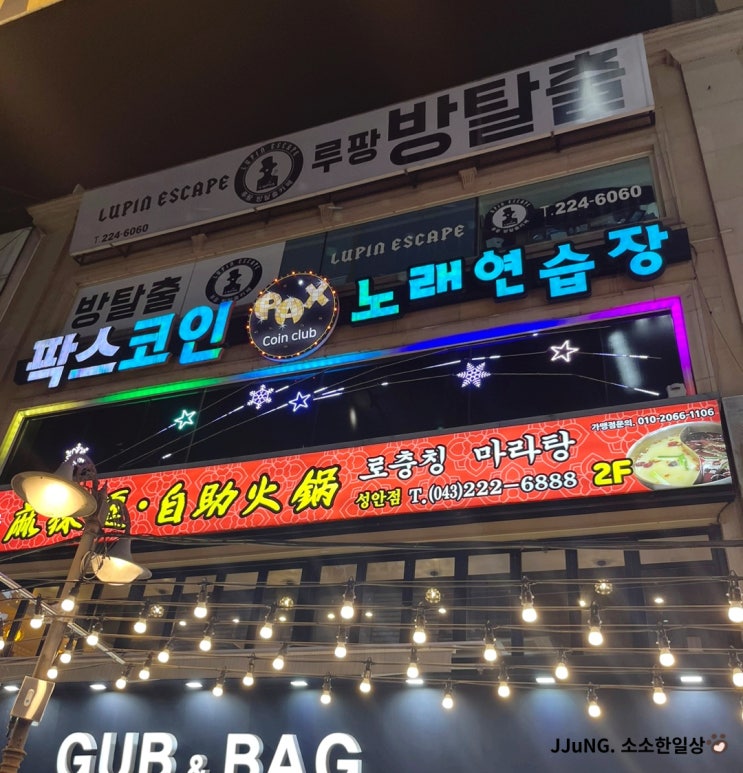 LUPIN ESCAPE LUPIN ESCAPE 루팡 방탈출
T. 224-6060
방탈출 LUPIN ESCAPE T. 224-6060
팍스코인 PAX 노래연습장
Coin club
가맹점문의. 010-2066-1106
自助火锅 로충칭 마라탕
성안점 T.(043)222-6888 2F
GUB & BAG
JJuNG. 소소한일상